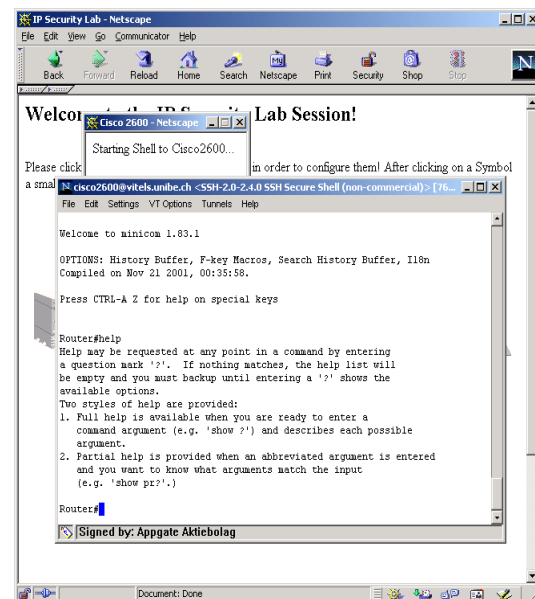 IP Security Lab - Netscape
File Edit View Go Communicator Help
Back Forward Reload Home Search Netscape Print Security Shop Stop
N
Welcome to the IP Security Lab Session!
Cisco 2600 - Netscape
Starting Shell to Cisco2600...
Please click
in order to configure them! After clicking on a Symbol
a smal
cisco2600@vitels.unibe.ch <SSH-2.0-2.4.0 SSH Secure Shell (non-commercial)> [76...
File Edit Settings VT Options Tunnels Help
Welcome to minicom 1.83.1
OPTIONS: History Buffer, F-key Macros, Search History Buffer, I18n
Compiled on Nov 21 2001, 00:35:58.
Press CTRL-A Z for help on special keys
Router#help
Help may be requested at any point in a command by entering
a question mark '?'. If nothing matches, the help list will
be empty and you must backup until entering a '?' shows the
available options.
Two styles of help are provided:
1. Full help is available when you are ready to enter a
command argument (e.g. 'show ?') and describes each possible
argument.
2. Partial help is provided when an abbreviated argument is entered
and you want to know what arguments match the input
(e.g. 'show pr?'.)
Router#
Signed by: Appgate Aktiebolag
Document: Done